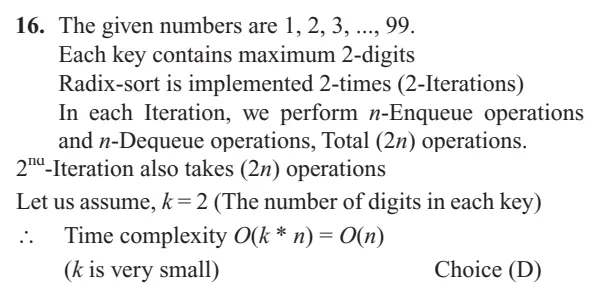 16. The given numbers are 1, 2, 3, ..., 99.
Each key contains maximum 2-digits
Radix-sort is implemented 2-times (2-Iterations)
In each Iteration, we perform n-Enqueue operations
and n-Dequeue operations, Total (2n) operations.
2nd-Iteration also takes (2n) operations
Let us assume, k = 2 (The number of digits in each key)
∴ Time complexity O(k * n) = O(n)
(k is very small) Choice (D)